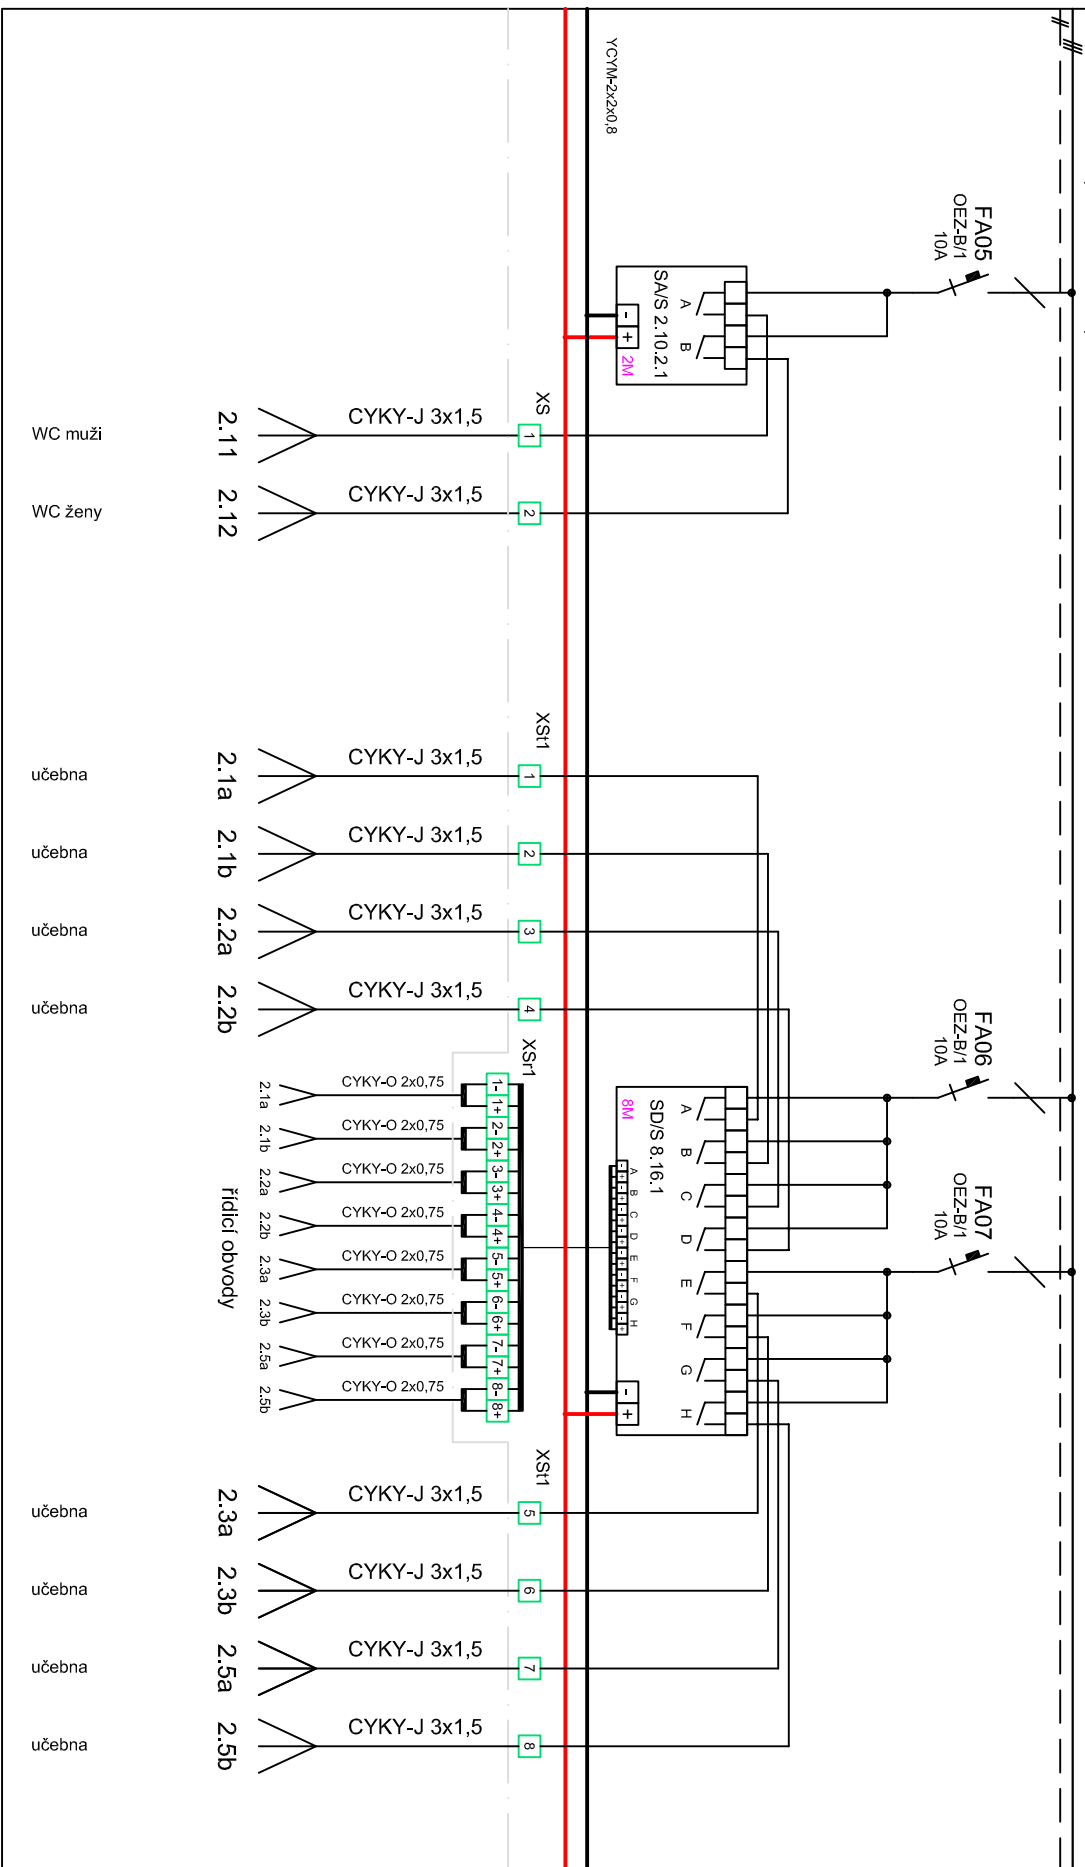 YCYM-2x2x0,8
FA05
OEZ-B/1
10A
SA/S 2.10.2.1
A
B
-
+
2M
XS
WC muži
2.11
CYKY-J 3x1,5
1
WC ženy
2.12
CYKY-J 3x1,5
2
XSt1
učebna
2.1a
CYKY-J 3x1,5
1
učebna
2.1b
CYKY-J 3x1,5
2
učebna
2.2a
CYKY-J 3x1,5
3
učebna
2.2b
CYKY-J 3x1,5
4
FA06
OEZ-B/1
10A
FA07
OEZ-B/1
10A
SD/S 8.16.1
8M
A
B
C
D
E
F
G
H
A
B
C
D
E
F
G
H
- + - + - + - + - + - + - + - +
-
+
XSr1
2.1a
CYKY-O 2x0,75
1-
1+
2.1b
CYKY-O 2x0,75
2-
2+
2.2a
CYKY-O 2x0,75
3-
3+
2.2b
CYKY-O 2x0,75
4-
4+
2.3a
CYKY-O 2x0,75
5-
5+
2.3b
CYKY-O 2x0,75
6-
6+
2.5a
CYKY-O 2x0,75
7-
7+
2.5b
CYKY-O 2x0,75
8-
8+
řídicí obvody
XSt1
učebna
2.3a
CYKY-J 3x1,5
5
učebna
2.3b
CYKY-J 3x1,5
6
učebna
2.5a
CYKY-J 3x1,5
7
učebna
2.5b
CYKY-J 3x1,5
8